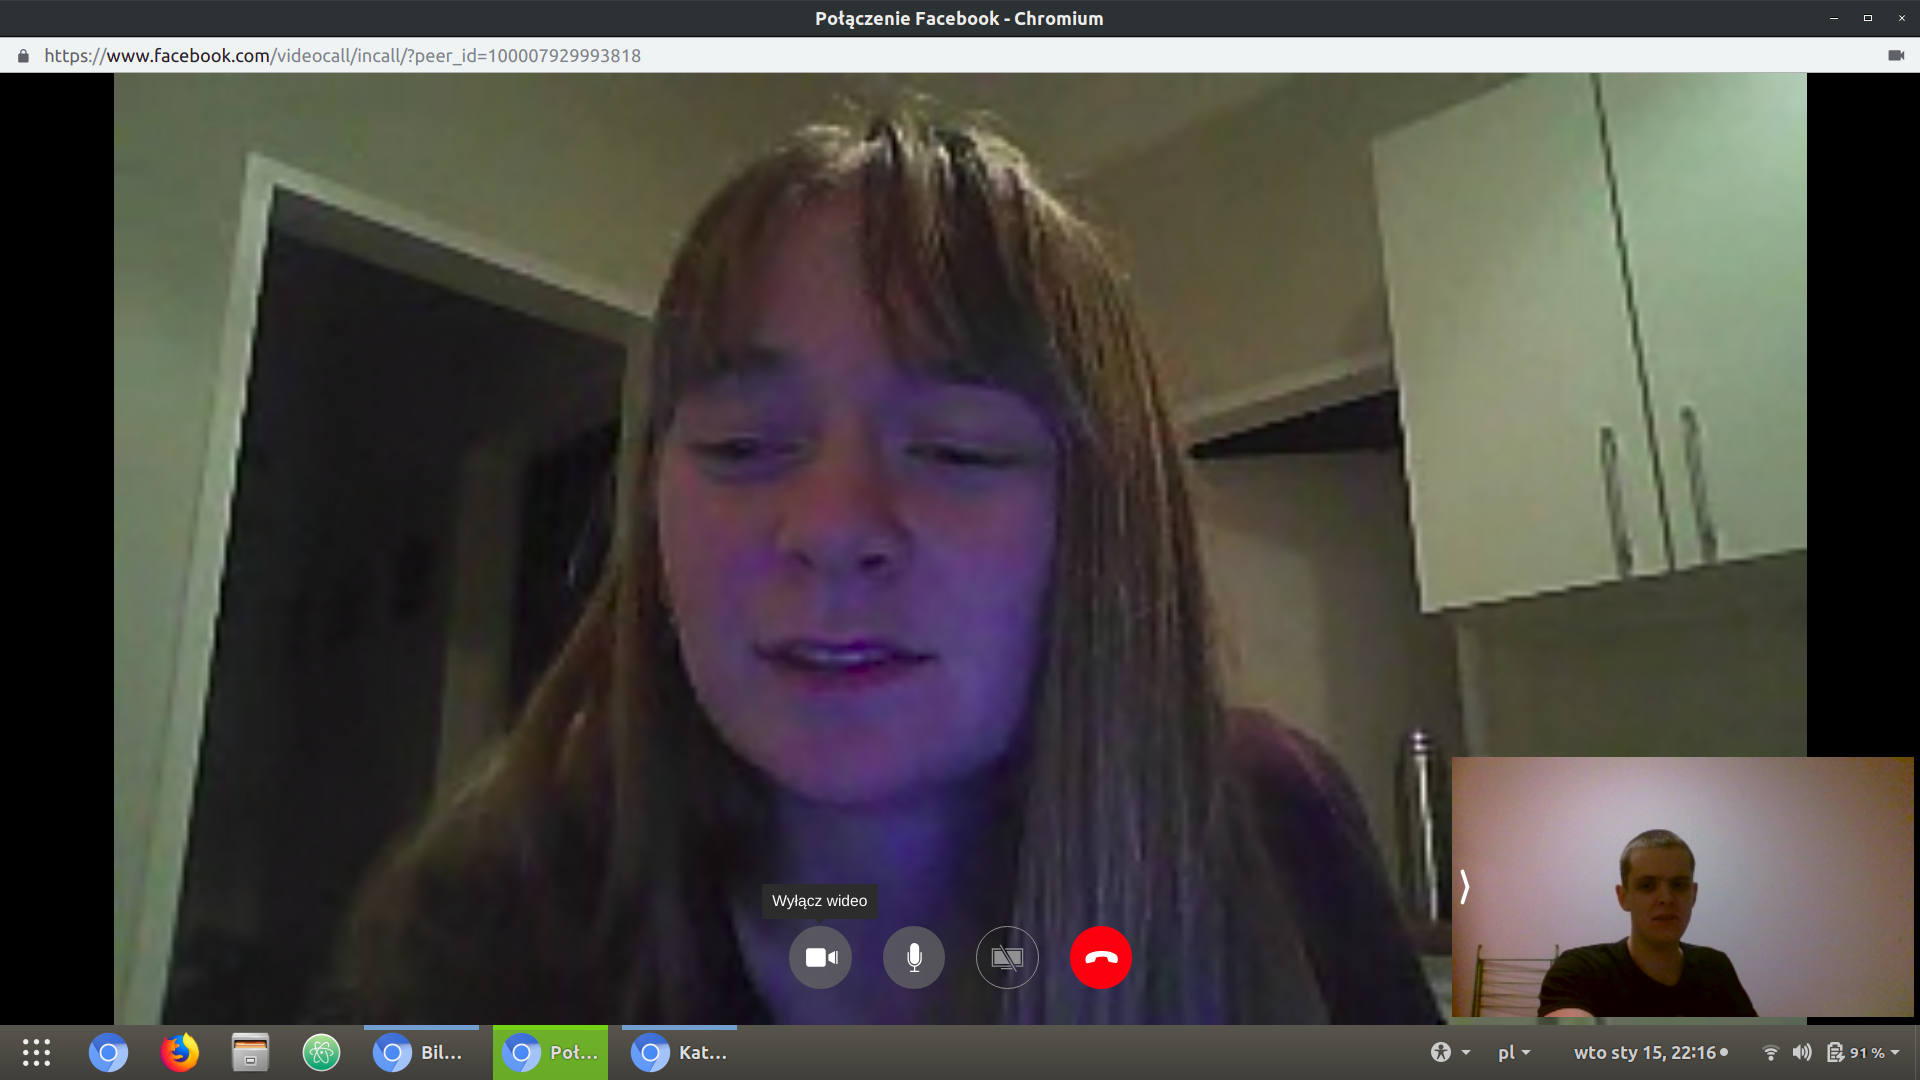 Połączenie Facebook - Chromium
https://www.facebook.com/videocall/incall/?peer_id=100007929993818
Wyłącz wideo
Bil...
Poł...
Kat...
pl
wto sty 15, 22:16
91 %